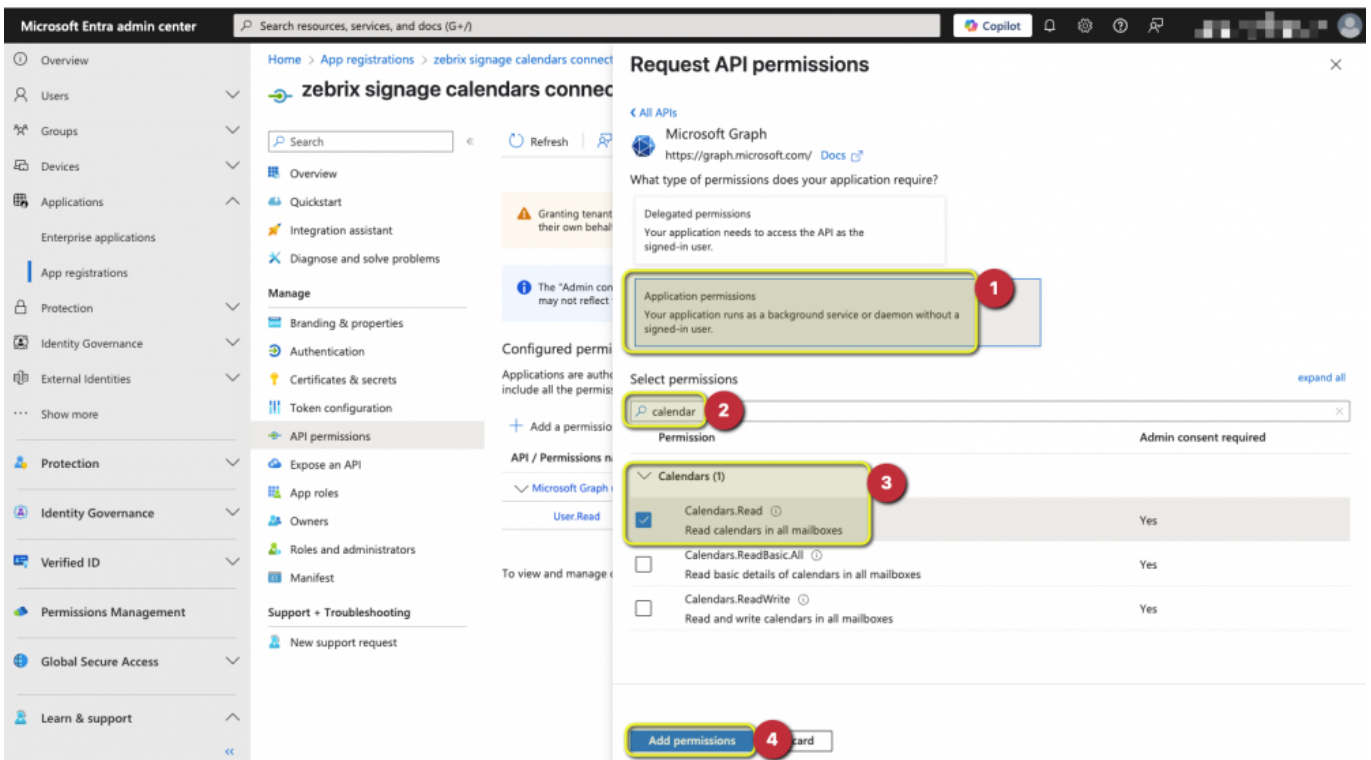 Microsoft Entra admin center
Search resources, services, and docs (G+/)
Copilot
Overview
Users
Groups
Devices
Applications
Enterprise applications
App registrations
Protection
Identity Governance
External Identities
Show more
Protection
Identity Governance
Verified ID
Permissions Management
Global Secure Access
Learn & support
Home > App registrations > zebrix signage calendars connect
zebrix signage calendars connec
Search
Refresh
Overview
Quickstart
Integration assistant
Diagnose and solve problems
Manage
Branding & properties
Authentication
Certificates & secrets
Token configuration
API permissions
Expose an API
App roles
Owners
Roles and administrators
Manifest
Support + Troubleshooting
New support request
Granting tenant
their own behal
The "Admin con
may not reflect
Configured permi
Applications are autho
include all the permiss
Add a permissio
API / Permissions n
Microsoft Graph
User.Read
To view and manage
Request API permissions
All APIs
Microsoft Graph
https://graph.microsoft.com/ Docs
What type of permissions does your application require?
Delegated permissions
Your application needs to access the API as the
signed-in user.
Application permissions
Your application runs as a background service or daemon without a
signed-in user.
1
Select permissions
expand all
calendar
2
Permission
Admin consent required
Calendars (1)
3
Calendars.Read
Read calendars in all mailboxes
Yes
Calendars.ReadBasic.All
Read basic details of calendars in all mailboxes
Yes
Calendars.ReadWrite
Read and write calendars in all mailboxes
Yes
Add permissions
4
card